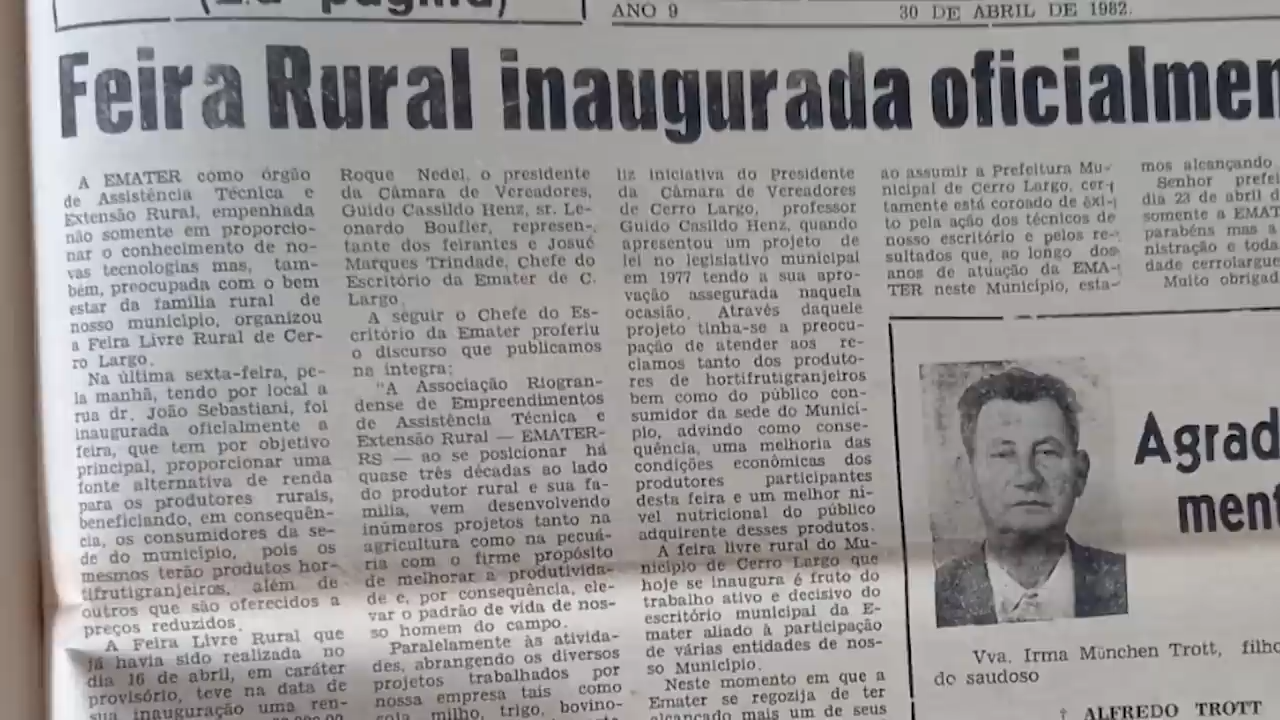 (2.a página)
ANO 9
30 DE ABRIL DE 1982.
Feira Rural inaugurada oficialmen
A EMATER como órgão
de Assistência Técnica e
Extensão Rural, empenhada
não somente em proporcio-
nar o conhecimento de no-
vas tecnologias mas, tam-
bém, preocupada com o bem
estar da família rural de
nosso município, organizou
a Feira Livre Rural de Cer-
ro Largo.
Na última sexta-feira, pe-
la manhã, tendo por local a
rua dr. João Sebastiani, foi
inaugurada oficialmente a
feira, que tem por objetivo
principal, proporcionar uma
fonte alternativa de renda
para os produtores rurais,
beneficiando, em consequên-
cia, os consumidores da se-
de do município, pois os
mesmos terão produtos hor-
tifrutigranjeiros, além de
outros que são oferecidos a
preços reduzidos.
A Feira Livre Rural que
já havia sido realizada no
dia 16 de abril, em caráter
provisório, teve na data de
sua inauguração uma ren-
Roque Nedel, o presidente
da Câmara de Vereadores,
Guido Cassildo Henz, sr. Le-
onardo Boufler, represen-
tante dos feirantes e Josué
Marques Trindade, Chefe do
Escritório da Emater de C.
Largo.
A seguir o Chefe do Es-
critório da Emater proferiu
o discurso que publicamos
na íntegra:
"A Associação Riogran-
dense de Empreendimentos
de Assistência Técnica e
Extensão Rural — EMATER-
RS — ao se posicionar há
quase três décadas ao lado
do produtor rural e sua fa-
mília, vem desenvolvendo
inúmeros projetos tanto na
agricultura como na pecuá-
ria com o firme propósito
de melhorar a produtivida-
de e, por consequência, ele-
var o padrão de vida de nos-
so homem do campo.
Paralelamente às ativida-
des, abrangendo os diversos
projetos trabalhados por
nossa empresa tais como
soja, milho, trigo, bovino-
liz iniciativa do Presidente
da Câmara de Vereadores
de Cerro Largo, professor
Guido Casildo Henz, quando
apresentou um projeto de
lei no legislativo municipal
em 1977 tendo a sua apro-
vação assegurada naquela
ocasião. Através daquele
projeto tinha-se a preocu-
pação de atender aos re-
clamos tanto dos produto-
res de hortifrutigranjeiros
bem como do público con-
sumidor da sede do Municí-
pio, advindo como conse-
quência, uma melhoria das
condições econômicas dos
produtores participantes
desta feira e um melhor ní-
vel nutricional do público
adquirente desses produtos.
A feira livre rural do Mu-
nicípio de Cerro Largo que
hoje se inaugura é fruto do
trabalho ativo e decisivo do
escritório municipal da E-
mater aliado à participação
de várias entidades de nos-
so Município.
Neste momento em que a
Emater se regozija de ter
alcançado mais um de seus
ao assumir a Prefeitura Mu-
nicipal de Cerro Largo, cer-
tamente está coroado de êxi-
to pela ação dos técnicos de
nosso escritório e pelos re-
sultados que, ao longo dos
anos de atuação da EMA-
TER neste Município, esta-
mos alcançando
Senhor prefei
dia 23 de abril d
somente a EMAT
parabéns mas a
nistração e toda
dade cerrolargue
Muito obrigad
Agrad
ment
Vva. Irma München Trott, filho
do saudoso
† ALFREDO TROTT